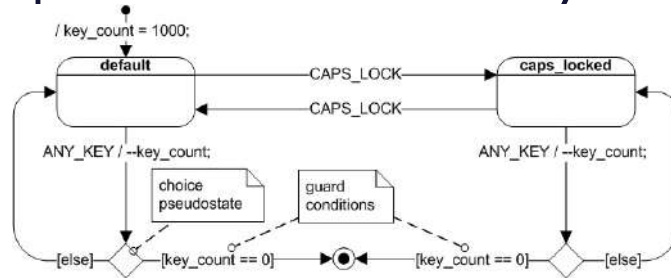 / key_count = 1000;
default
caps_locked
CAPS_LOCK
CAPS_LOCK
ANY_KEY / --key_count;
ANY_KEY / --key_count;
choice
pseudostate
guard
conditions
[else]
[key_count == 0]
[key_count == 0]
[else]